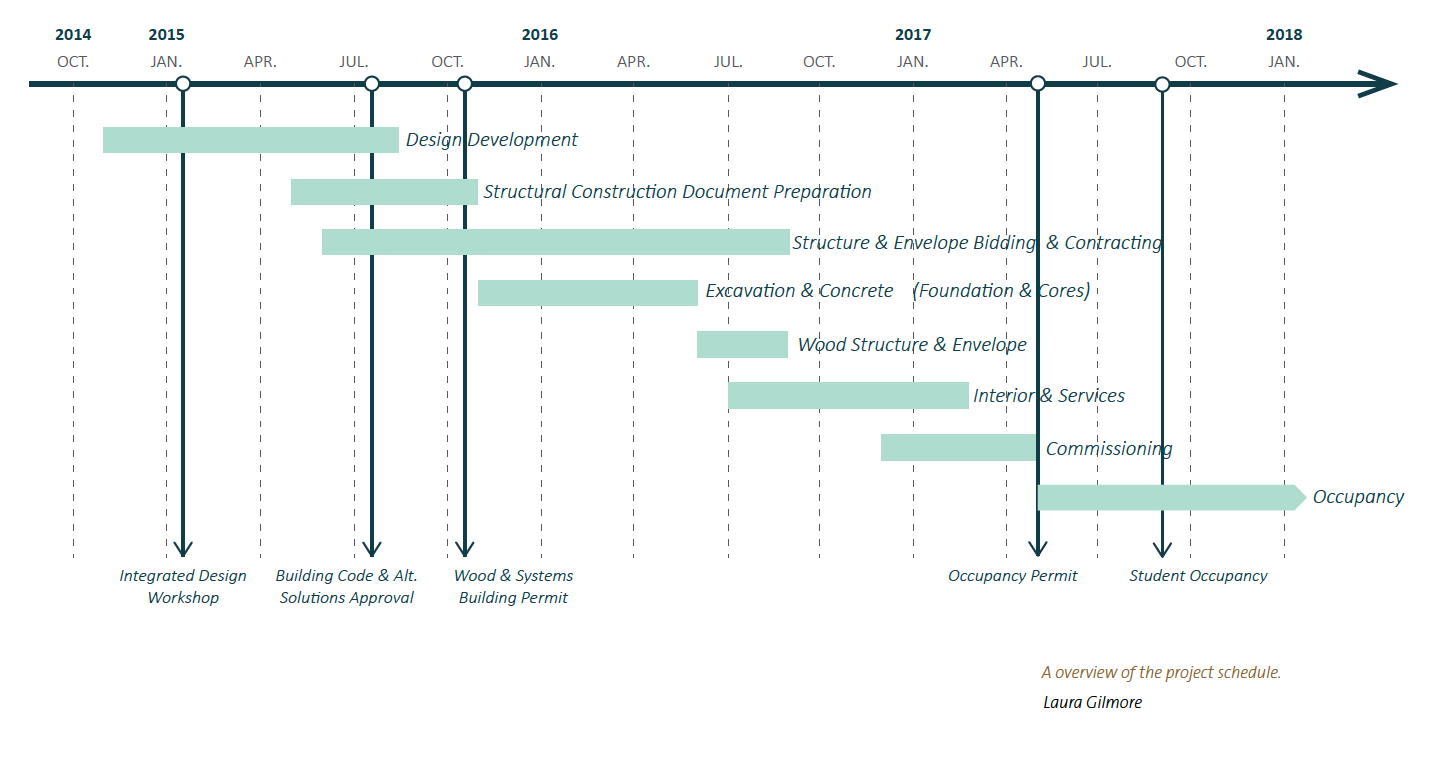 2014 2015 2016 2017 2018
OCT. JAN. APR. JUL. OCT. JAN. APR. JUL. OCT. JAN. APR. JUL. OCT. JAN.
Design Development
Structural Construction Document Preparation
Structure & Envelope Bidding & Contracting
Excavation & Concrete (Foundation & Cores)
Wood Structure & Envelope
Interior & Services
Commissioning
Occupancy
Integrated Design
Workshop
Building Code & Alt.
Solutions Approval
Wood & Systems
Building Permit
Occupancy Permit
Student Occupancy
A overview of the project schedule.
Laura Gilmore